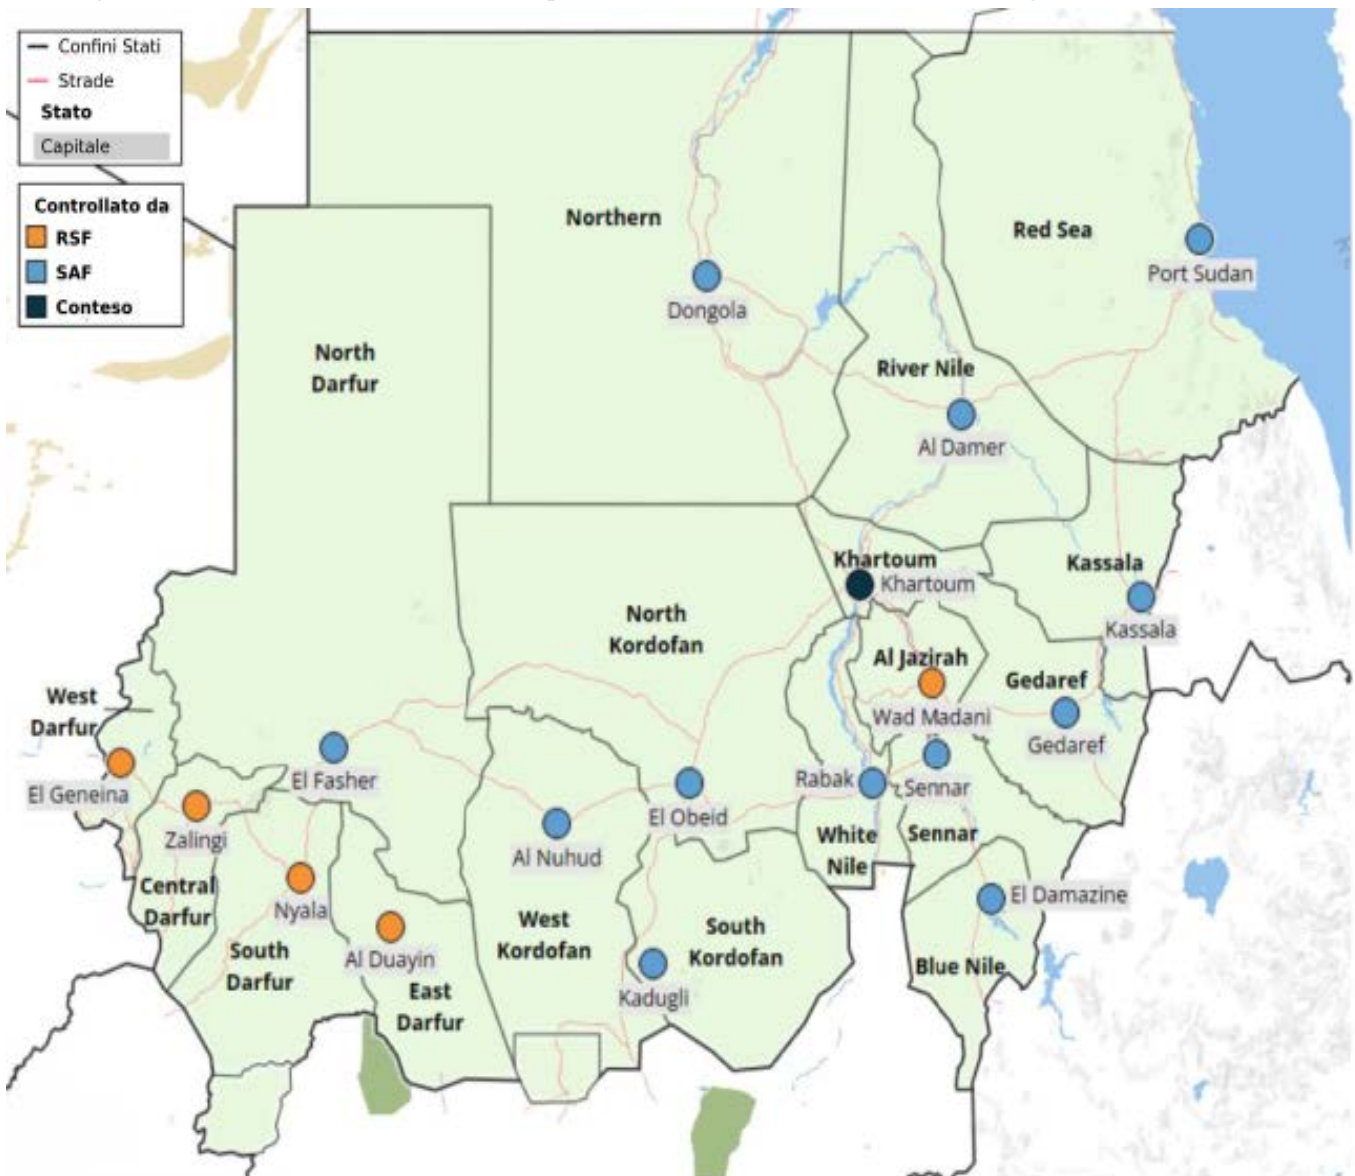 Confini Stati
Strade
Stato
Capitale
Controllato da
RSF
SAF
Conteso
Northern
Red Sea
Port Sudan
Dongola
North
Darfur
River Nile
Al Damer
Khartoum
Khartoum
Kassala
Kassala
North
Kordofan
Al Jazirah
Wad Madani
Gedaref
Gedaref
West
Darfur
El Geneina
El Fasher
Zalingi
Al Nuhud
El Obeid
Rabak
Sennar
White
Nile
Sennar
Central
Darfur
Nyala
South
Darfur
Al Duayin
East
Darfur
West
Kordofan
South
Kordofan
Kadugli
El Damazine
Blue Nile